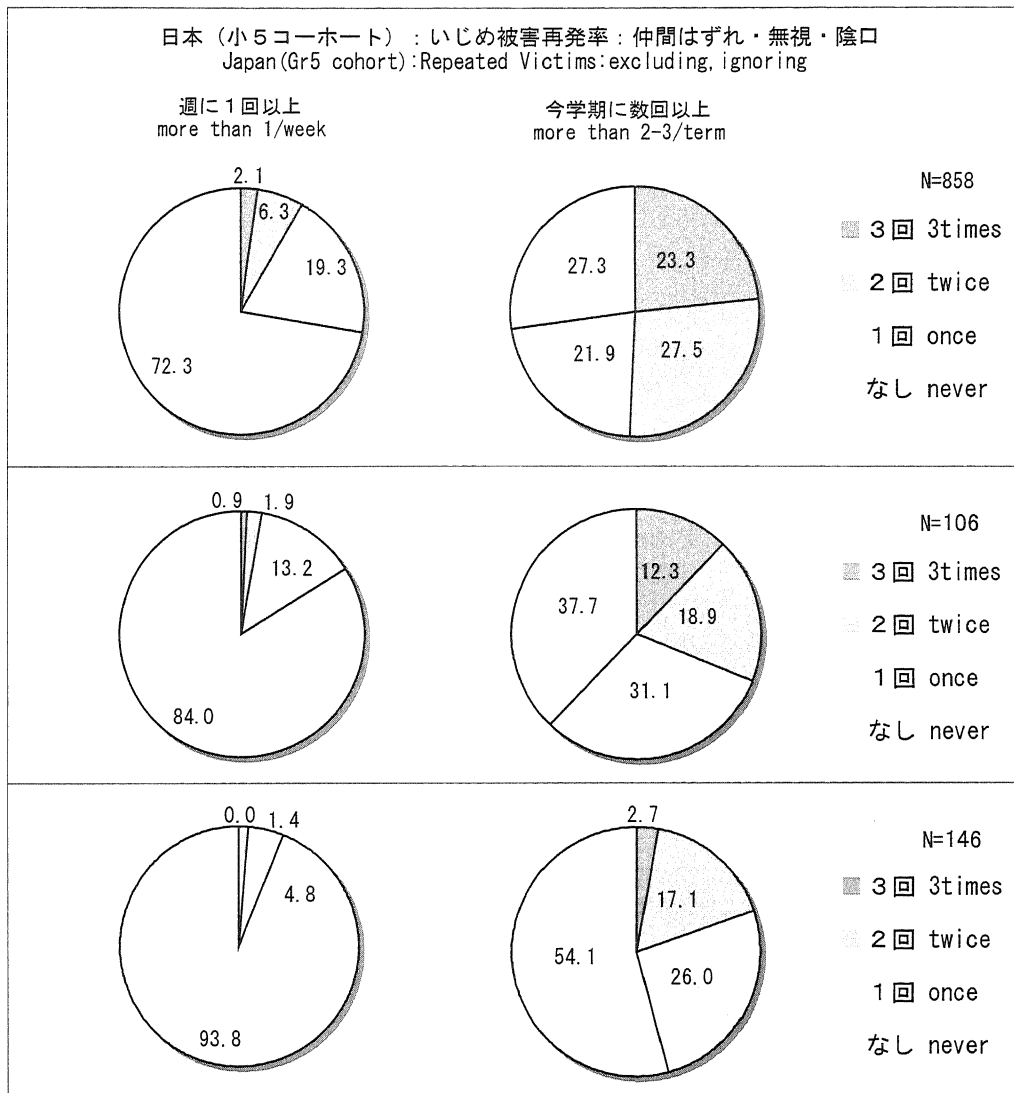 日本（小５コーホート）：いじめ被害再発率：仲間はずれ・無視・陰口
Japan(Gr5 cohort):Repeated Victims:excluding,ignoring
週に１回以上
more than 1/week
今学期に数回以上
more than 2-3/term
2.1
6.3
19.3
72.3
27.3
23.3
21.9
27.5
N=858
３回 3times
２回 twice
１回 once
なし never
0.9
1.9
13.2
84.0
12.3
37.7
18.9
31.1
N=106
３回 3times
２回 twice
１回 once
なし never
0.0
1.4
4.8
93.8
2.7
17.1
54.1
26.0
N=146
３回 3times
２回 twice
１回 once
なし never